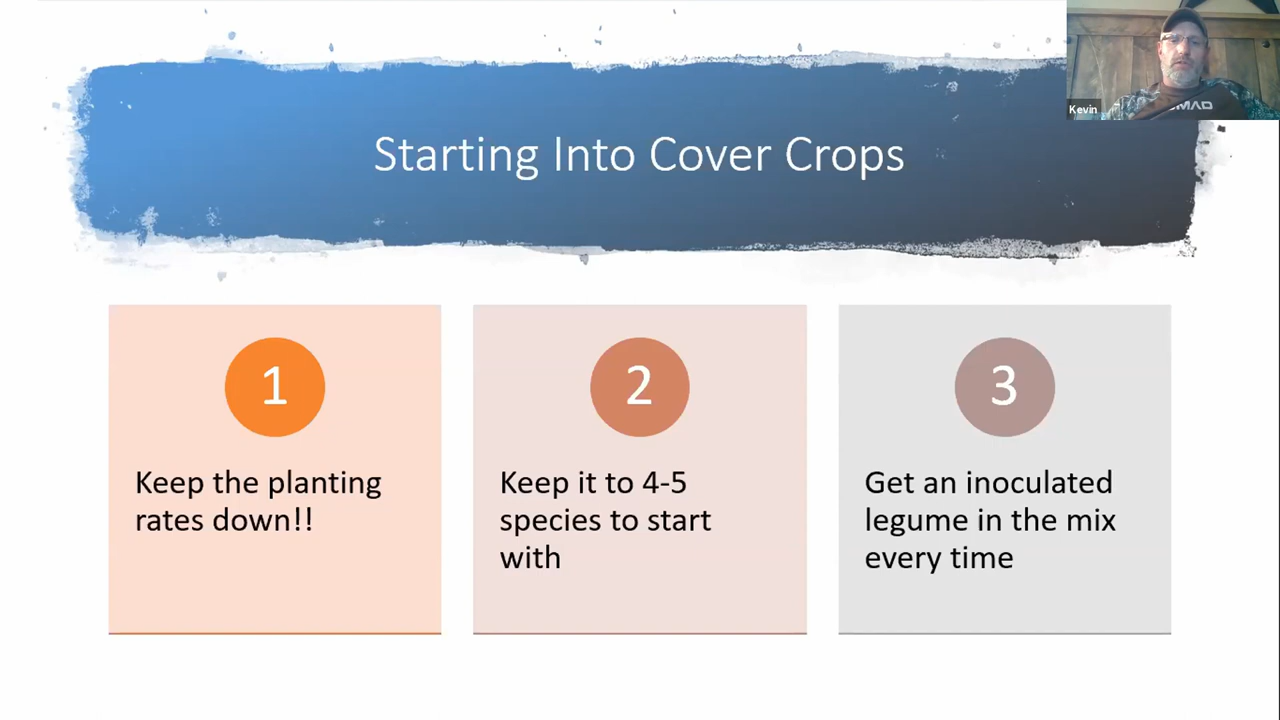 Starting Into Cover Crops
Kevin
1
Keep the planting
rates down!!
2
Keep it to 4-5
species to start
with
3
Get an inoculated
legume in the mix
every time